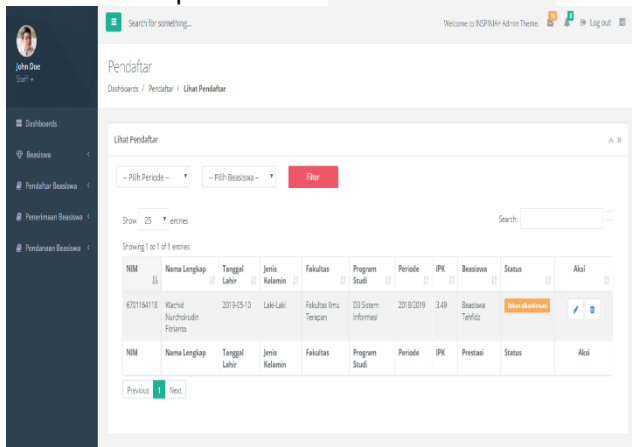 Search for something...
Welcome to INSPINIA+ Admin Theme.
Log out
John Doe
Staff
Pendaftar
Dashboards / Pendaftar / Lihat Pendaftar
Dashboards
Beasiswa
Pendaftar Beasiswa
Penerimaan Beasiswa
Pendanaan Beasiswa
Lihat Pendaftar
-- Pilih Periode --
-- Pilih Beasiswa --
Filter
Show 25 entries
Search:
Showing 1 to 1 of 1 entries
NIM Nama Lengkap Tanggal Lahir Jenis Kelamin Fakultas Program Studi Periode IPK Beasiswa Status Aksi
6701164118 Wachid Nurchoirudin Fitrianto 2019-05-10 Laki-Laki Fakultas Ilmu Terapan D3 Sistem Informasi 2018/2019 3.49 Beasiswa Tahfidz Belum dikonfirmasi
NIM Nama Lengkap Tanggal Lahir Jenis Kelamin Fakultas Program Studi Periode IPK Prestasi Status Aksi
Previous 1 Next